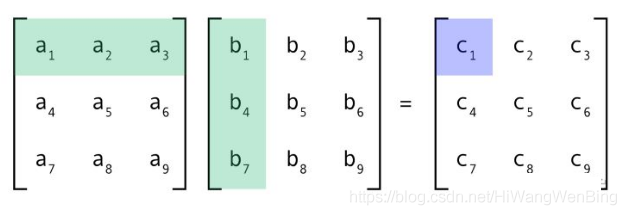 a₁ a₂ a₃ b₁ b₂ b₃ c₁ c₂ c₃
a₄ a₅ a₆ b₄ b₅ b₆ = c₄ c₅ c₆
a₇ a₈ a₉ b₇ b₈ b₉ c₇ c₈ c₉
https://blog.csdn.net/HiWangWenBing